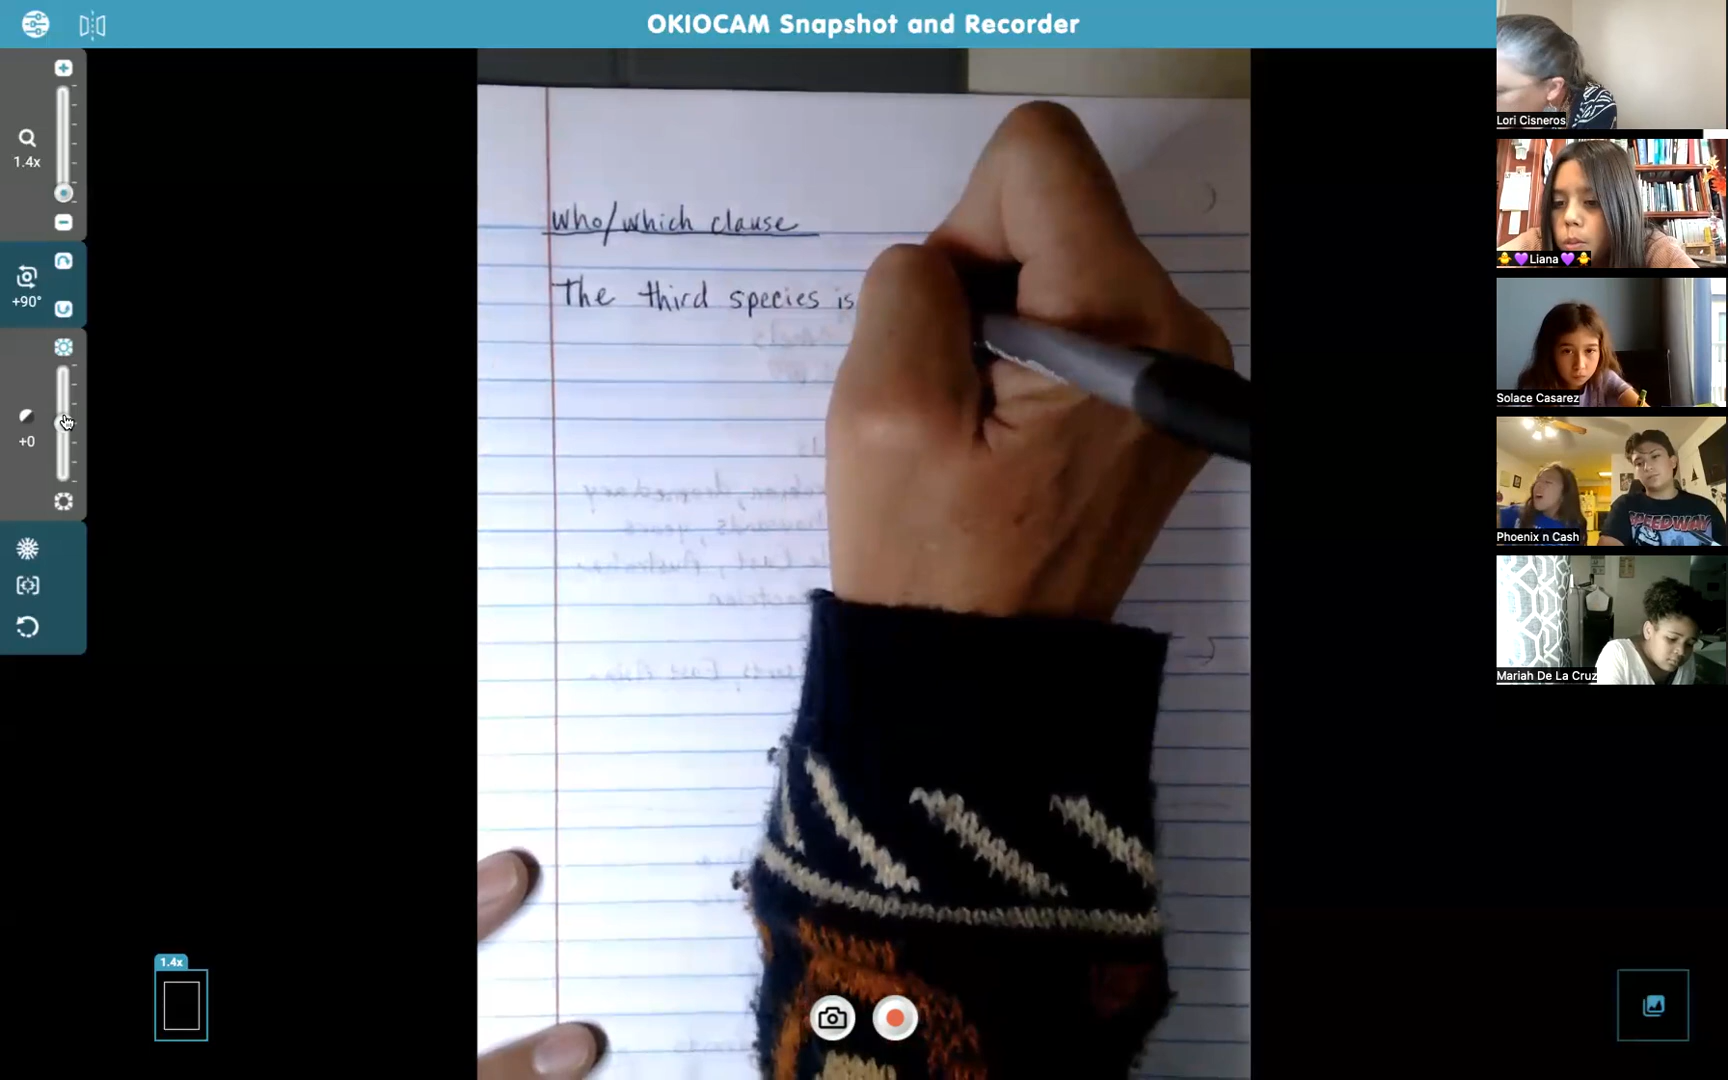 OKIOCAM Snapshot and Recorder
1.4x
+90°
+0
who/which clause
The third species is
1.4x
Lori Cisneros
🐥💜Liana💜🐥
Solace Casarez
Phoenix n Cash
SPEEDWAY
Mariah De La Cruz